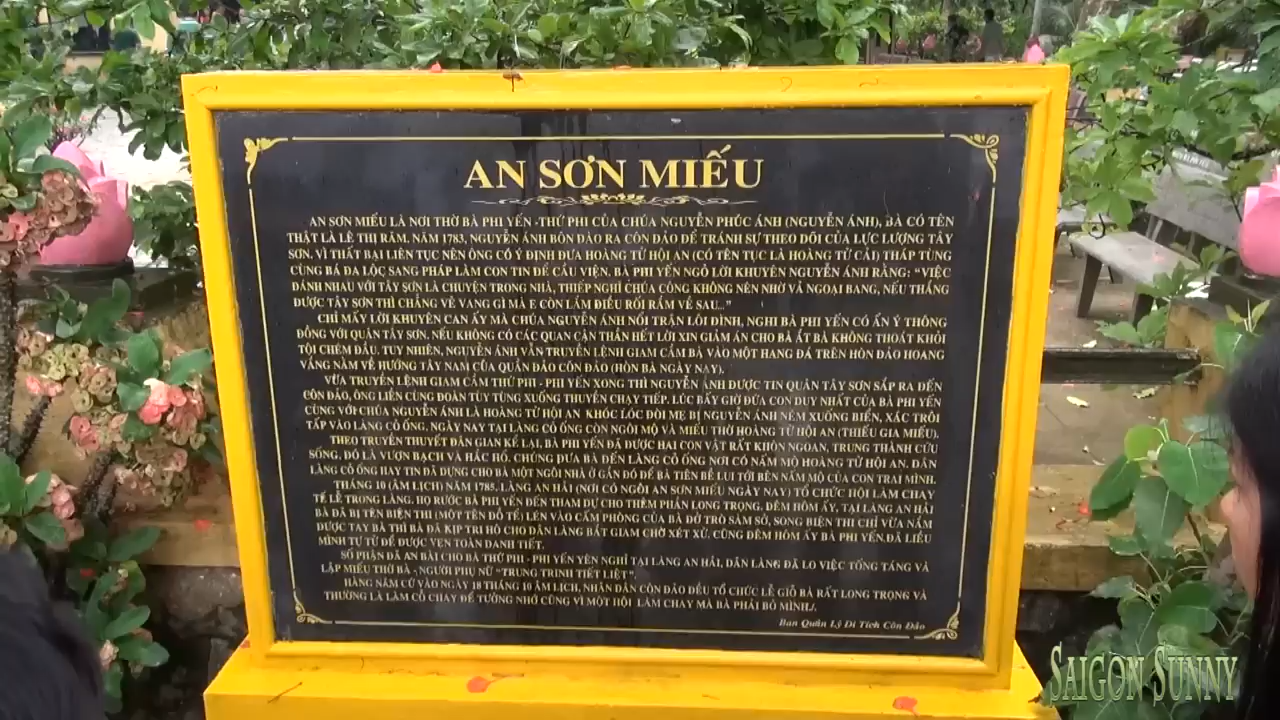 AN SƠN MIẾU
AN SƠN MIẾU LÀ NƠI THỜ BÀ PHI YẾN -THỨ PHI CỦA CHÚA NGUYỄN PHÚC ÁNH (NGUYỄN ÁNH), BÀ CÓ TÊN
THẬT LÀ LÊ THỊ RĂM. NĂM 1783, NGUYỄN ÁNH BÔN ĐÀO RA CÔN ĐẢO ĐỂ TRÁNH SỰ THEO DÕI CỦA LỰC LƯỢNG TÂY
SƠN. VÌ THẤT BẠI LIÊN TỤC NÊN ÔNG CÓ Ý ĐỊNH ĐƯA HOÀNG TỬ HỘI AN (CÓ TÊN TỤC LÀ HOÀNG TỬ CẢI) THÁP TÙNG
CÙNG BÁ ĐA LỘC SANG PHÁP LÀM CON TIN ĐỂ CẦU VIỆN. BÀ PHI YẾN NGỎ LỜI KHUYÊN NGUYỄN ÁNH RẰNG: “VIỆC
ĐÁNH NHAU VỚI TÂY SƠN LÀ CHUYỆN TRONG NHÀ, THIẾP NGHĨ CHÚA CÔNG KHÔNG NÊN NHỜ VẢ NGOẠI BANG, NẾU THẮNG
ĐƯỢC TÂY SƠN THÌ CHẲNG VẺ VANG GÌ MÀ E CÒN LẮM ĐIỀU RỐI RẮM VỀ SAU...”
CHỈ MẤY LỜI KHUYÊN CAN ẤY MÀ CHÚA NGUYỄN ÁNH NỔI TRẬN LÔI ĐÌNH, NGHI BÀ PHI YẾN CÓ ẨN Ý THÔNG
ĐỒNG VỚI QUÂN TÂY SƠN. NẾU KHÔNG CÓ CÁC QUAN CẬN THẦN HẾT LỜI XIN GIẢM ÁN CHO BÀ ẮT BÀ KHÔNG THOÁT KHỎI
TỘI CHÉM ĐẦU. TUY NHIÊN, NGUYỄN ÁNH VẪN TRUYỀN LỆNH GIAM CẦM BÀ VÀO MỘT HANG ĐÁ TRÊN HÒN ĐẢO HOANG
VẮNG NẰM VỀ HƯỚNG TÂY NAM CỦA QUẦN ĐẢO CÔN ĐẢO (HÒN BÀ NGÀY NAY).
VỪA TRUYỀN LỆNH GIAM CẦM THỨ PHI - PHI YẾN XONG THÌ NGUYỄN ÁNH ĐƯỢC TIN QUÂN TÂY SƠN SẮP RA ĐẾN
CÔN ĐẢO, ÔNG LIỀN CÙNG ĐOÀN TÙY TÙNG XUỐNG THUYỀN CHẠY TIẾP. LÚC BẤY GIỜ ĐỨA CON DUY NHẤT CỦA BÀ PHI YẾN
CÙNG VỚI CHÚA NGUYỄN ÁNH LÀ HOÀNG TỬ HỘI AN KHÓC LÓC ĐÒI MẸ BỊ NGUYỄN ÁNH NÉM XUỐNG BIỂN, XÁC TRÔI
TẤP VÀO LÀNG CỎ ỐNG. NGÀY NAY TẠI LÀNG CỎ ỐNG CÒN NGÔI MỘ VÀ MIẾU THỜ HOÀNG TỬ HỘI AN (THIẾU GIA MIẾU).
THEO TRUYỀN THUYẾT DÂN GIAN KỂ LẠI, BÀ PHI YẾN ĐÃ ĐƯỢC HAI CON VẬT RẤT KHÔN NGOAN, TRUNG THÀNH CỨU
SỐNG, ĐÓ LÀ VƯỢN BẠCH VÀ HẮC HỔ. CHÚNG ĐƯA BÀ ĐẾN LÀNG CỎ ỐNG NƠI CÓ NẤM MỘ HOÀNG TỬ HỘI AN. DÂN
LÀNG CỎ ỐNG HAY TIN ĐÃ DỰNG CHO BÀ MỘT NGÔI NHÀ Ở GẦN ĐÓ ĐỂ BÀ TIỆN BỀ LUI TỚI BÊN NẤM MỘ CỦA CON TRAI MÌNH.
THÁNG 10 (ÂM LỊCH) NĂM 1785, LÀNG AN HẢI (NƠI CÓ NGÔI AN SƠN MIẾU NGÀY NAY) TỔ CHỨC HỘI LÀM CHAY
TẾ LỄ TRONG LÀNG. HỌ RƯỚC BÀ PHI YẾN ĐẾN THAM DỰ CHO THÊM PHẦN LONG TRỌNG. ĐÊM HÔM ẤY, TẠI LÀNG AN HẢI
BÀ ĐÃ BỊ TÊN BIỆN THI (MỘT TÊN ĐỒ TỂ) LẺN VÀO CẤM PHÒNG CỦA BÀ DỞ TRÒ SÀM SỠ, SONG BIỆN THI CHỈ VỪA NẮM
ĐƯỢC TAY BÀ THÌ BÀ ĐÃ KỊP TRI HÔ CHO DÂN LÀNG BẮT GIAM CHỜ XÉT XỬ. CŨNG ĐÊM HÔM ẤY BÀ PHI YẾN ĐÃ LIỀU
MÌNH TỰ TỬ ĐỂ ĐƯỢC VẸN TOÀN DANH TIẾT.
SỐ PHẬN ĐÃ AN BÀI CHO BÀ THỨ PHI - PHI YẾN YÊN NGHỈ TẠI LÀNG AN HẢI, DÂN LÀNG ĐÃ LO VIỆC TỐNG TÁNG VÀ
LẬP MIẾU THỜ BÀ - NGƯỜI PHỤ NỮ “TRUNG TRINH TIẾT LIỆT”.
HÀNG NĂM CỨ VÀO NGÀY 18 THÁNG 10 ÂM LỊCH, NHÂN DÂN CÔN ĐẢO ĐỀU TỔ CHỨC LỄ GIỖ BÀ RẤT LONG TRỌNG VÀ
THƯỜNG LÀ LÀM CỖ CHAY ĐỂ TƯỞNG NHỚ CŨNG VÌ MỘT HỘI LÀM CHAY MÀ BÀ PHẢI BỎ MÌNH./.
Ban Quản Lý Di Tích Côn Đảo
SAIGON SUNNY